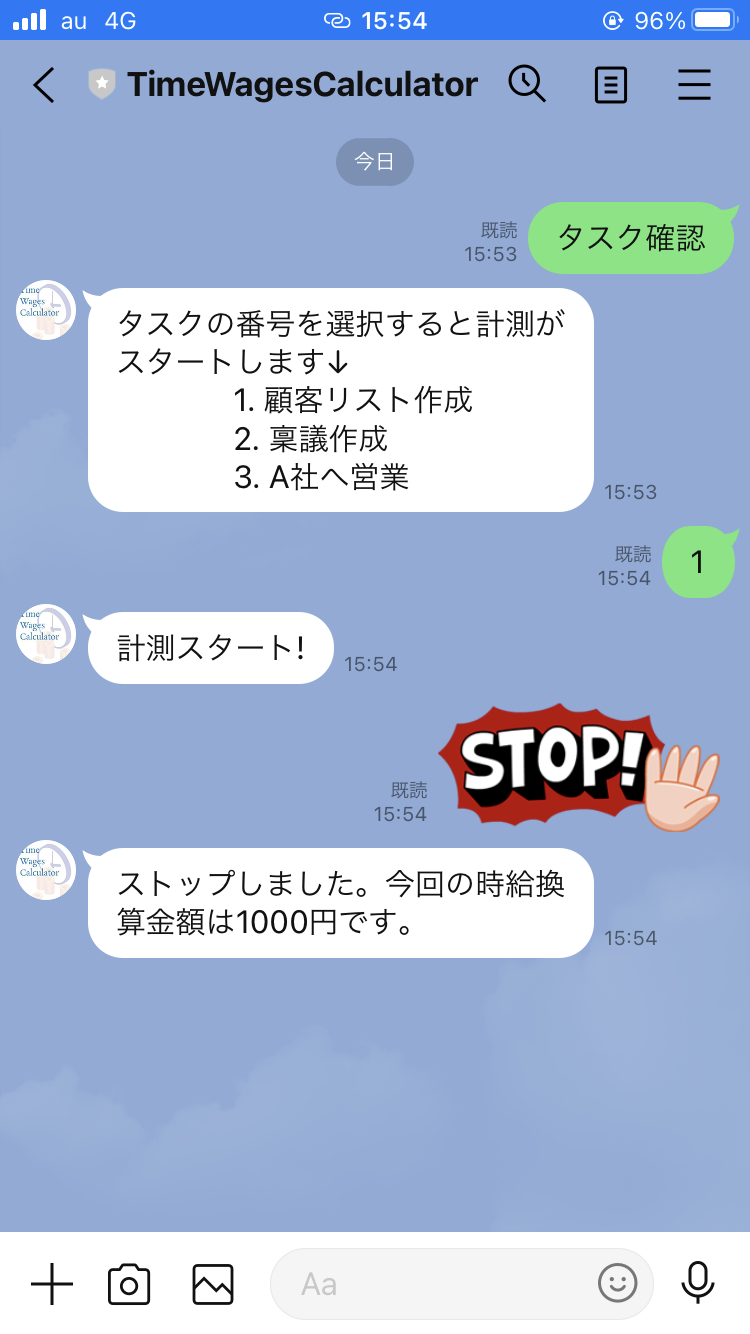 au 4G 15:54 96%
TimeWagesCalculator
今日
既読
15:53
タスク確認
Time
Wages
Calculator
タスクの番号を選択すると計測が
スタートします↓
1. 顧客リスト作成
2. 稟議作成
3. A社へ営業
15:53
既読
15:54
1
Time
Wages
Calculator
計測スタート!
15:54
STOP!
既読
15:54
Time
Wages
Calculator
ストップしました。今回の時給換
算金額は1000円です。
15:54
Aa